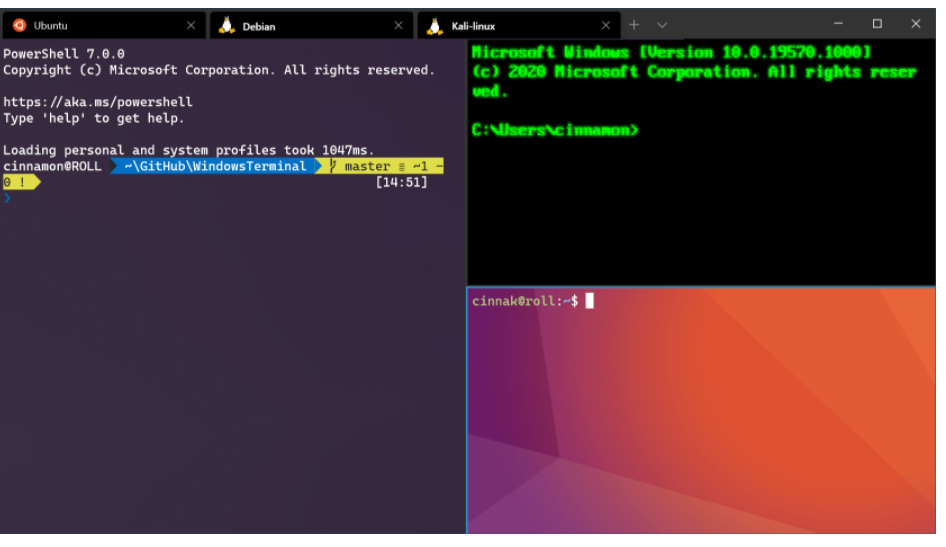 Ubuntu
Debian
Kali-linux
PowerShell 7.0.0
Copyright (c) Microsoft Corporation. All rights reserved.
https://aka.ms/powershell
Type 'help' to get help.
Loading personal and system profiles took 1047ms.
cinnamon@ROLL ~\GitHub\WindowsTerminal master ≡ ~1 -
0 ! [14:51]
❯
Microsoft Windows [Version 10.0.19570.1000]
(c) 2020 Microsoft Corporation. All rights reser
ved.
C:\Users\cinnamon>
cinnak@roll:~$